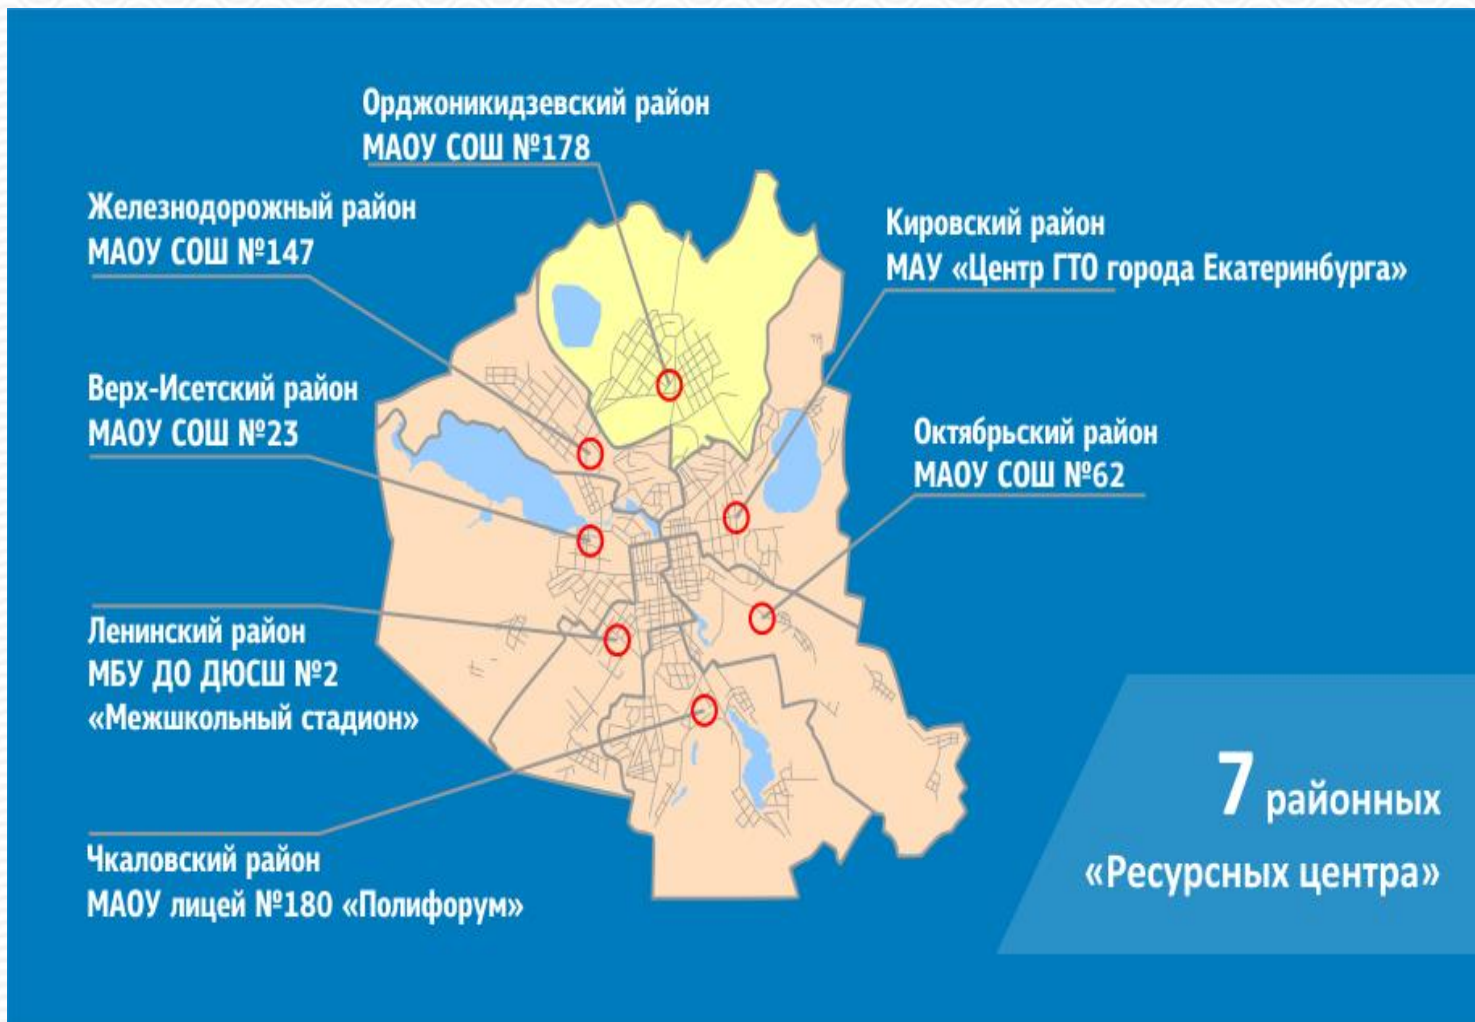 Орджоникидзевский район
МАОУ СОШ №178
Железнодорожный район
МАОУ СОШ №147
Кировский район
МАУ «Центр ГТО города Екатеринбурга»
Верх-Исетский район
МАОУ СОШ №23
Октябрьский район
МАОУ СОШ №62
Ленинский район
МБУ ДО ДЮСШ №2
«Межшкольный стадион»
Чкаловский район
МАОУ лицей №180 «Полифорум»
7 районных
«Ресурсных центра»